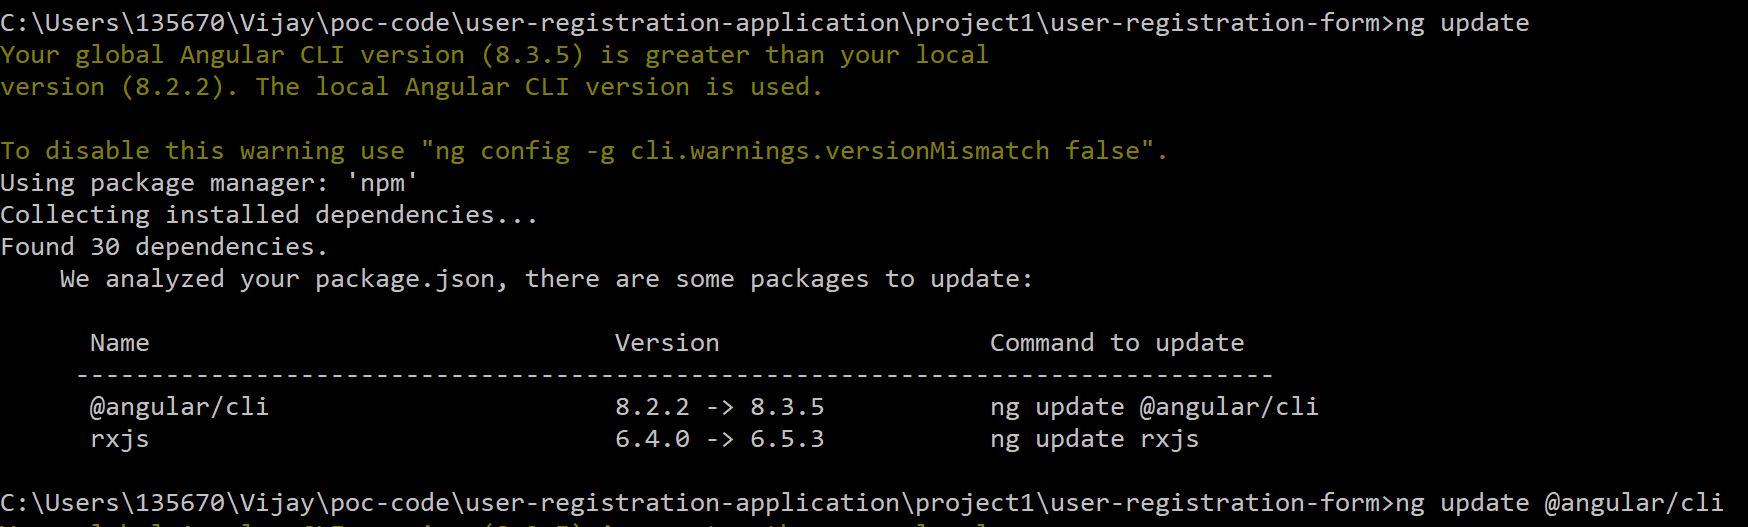 C:\Users\135670\Vijay\poc-code\user-registration-application\project1\user-registration-form>ng update
Your global Angular CLI version (8.3.5) is greater than your local
version (8.2.2). The local Angular CLI version is used.
To disable this warning use "ng config -g cli.warnings.versionMismatch false".
Using package manager: 'npm'
Collecting installed dependencies...
Found 30 dependencies.
We analyzed your package.json, there are some packages to update:
Name Version Command to update
--------------------------------------------------------------------------------
@angular/cli 8.2.2 -> 8.3.5 ng update @angular/cli
rxjs 6.4.0 -> 6.5.3 ng update rxjs
C:\Users\135670\Vijay\poc-code\user-registration-application\project1\user-registration-form>ng update @angular/cli